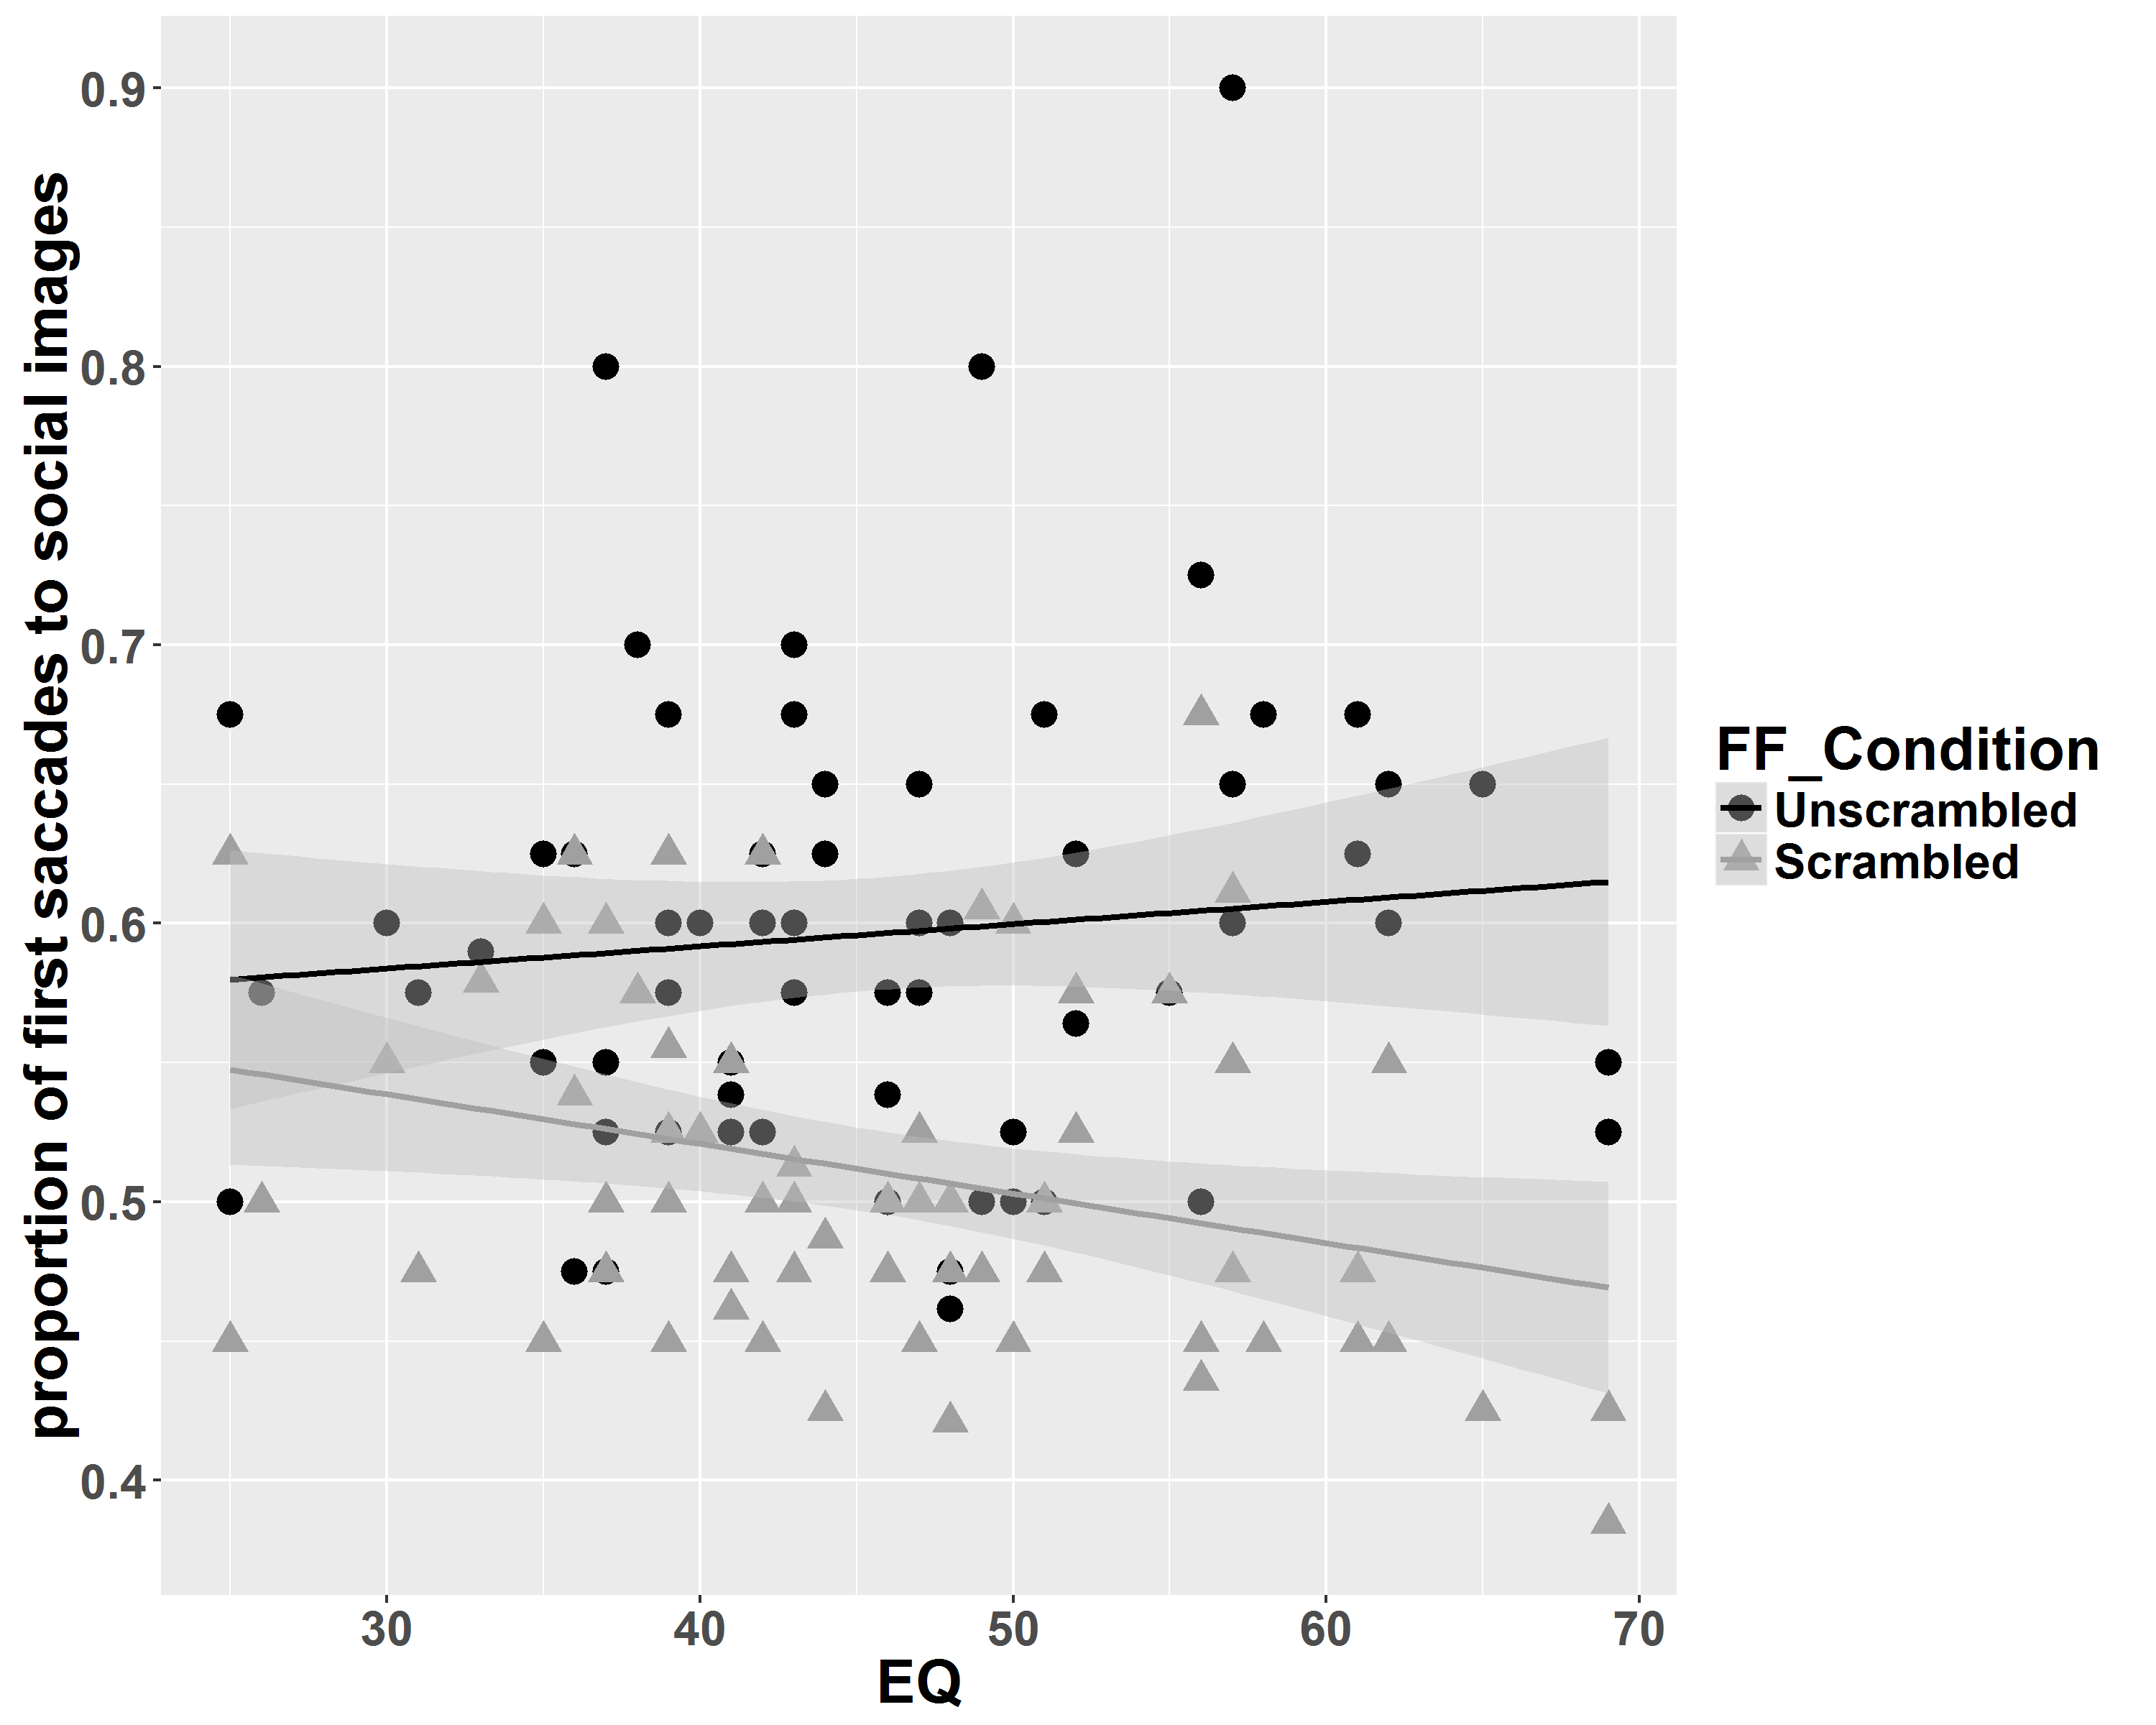 proportion of first saccades to social images
0.9
0.8
0.7
0.6
0.5
0.4
30 40 50 60 70
EQ
FF_Condition
Unscrambled
Scrambled